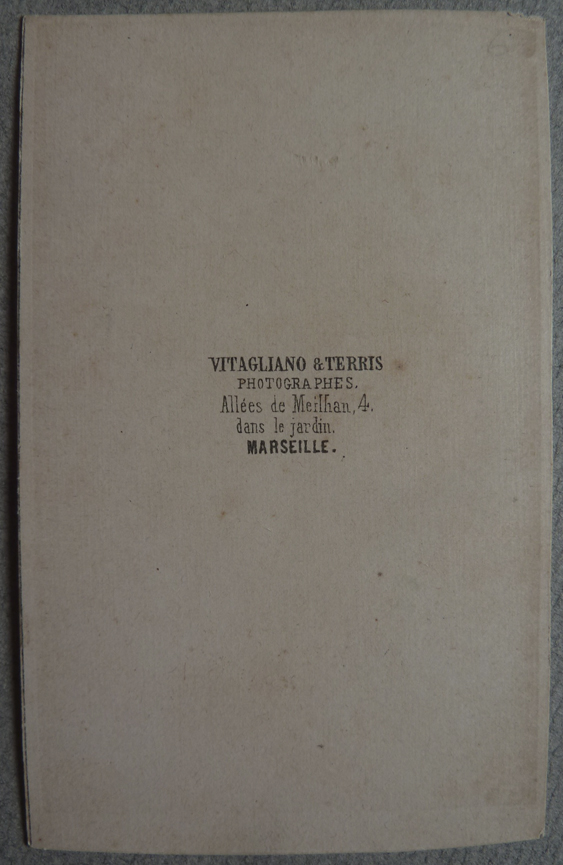 VITAGLIANO & TERRIS
PHOTOGRAPHES.
Allées de Meilhan, 4.
dans le jardin.
MARSEILLE.